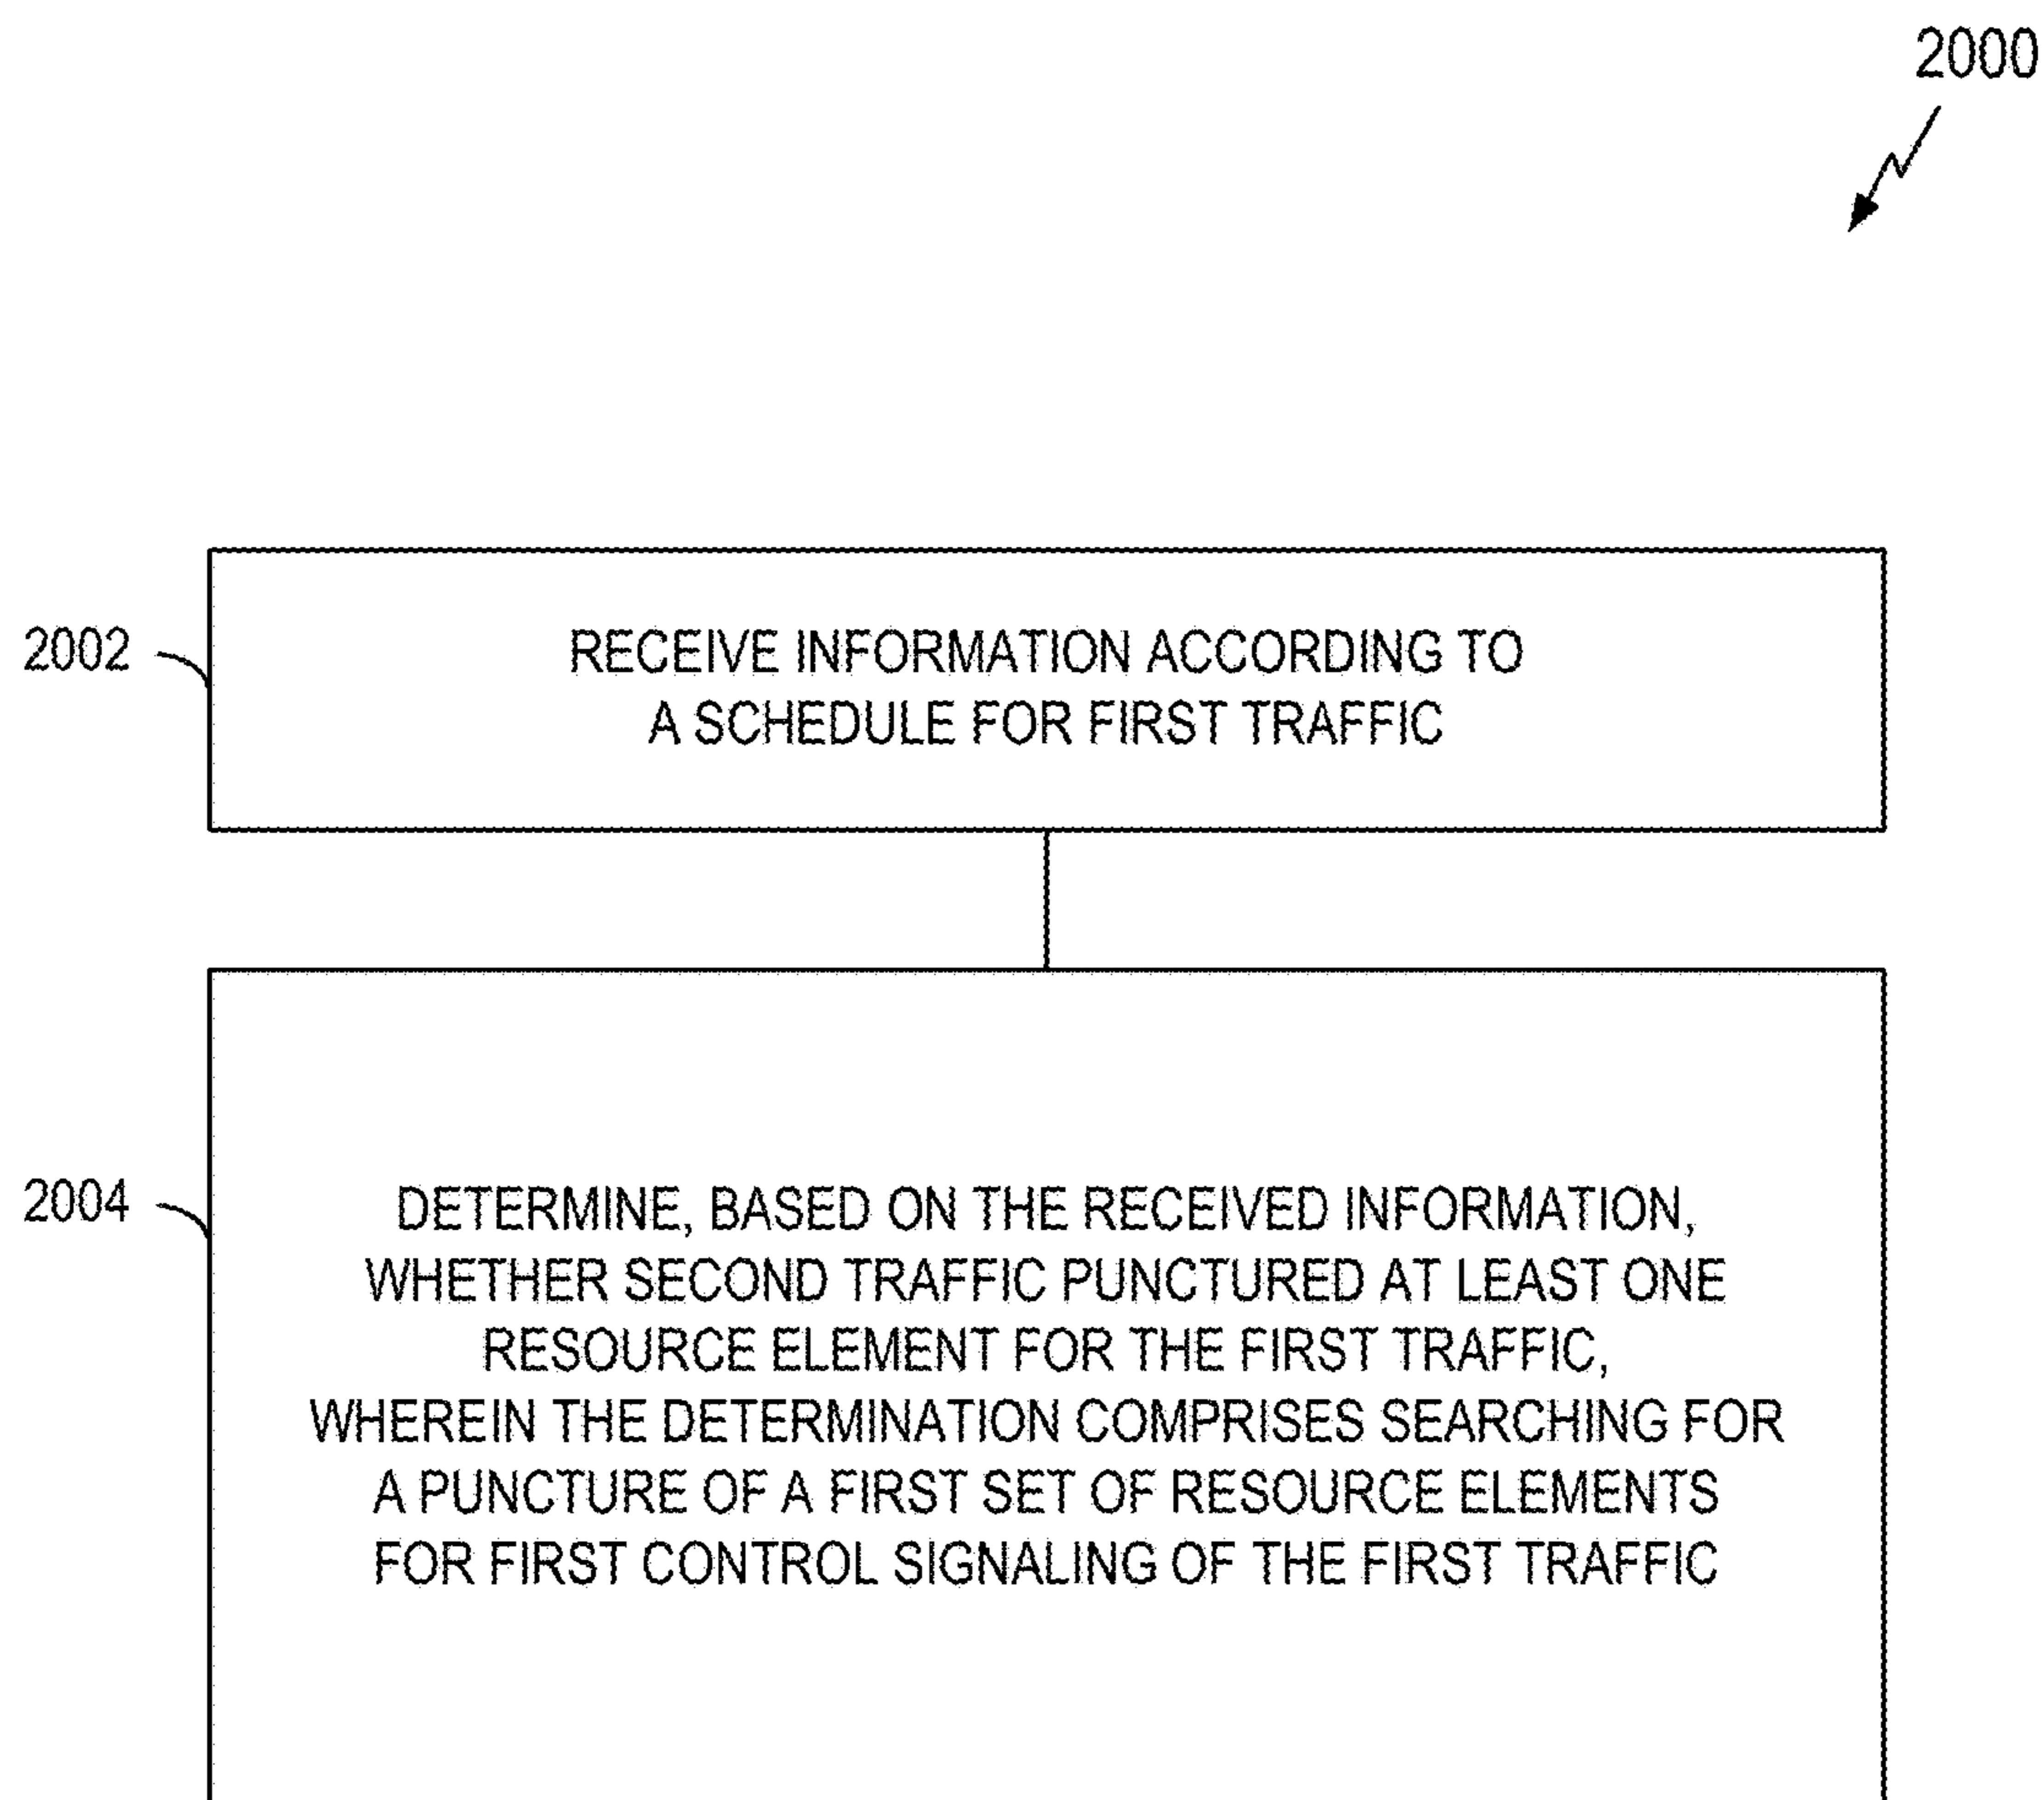 2000
2002
RECEIVE INFORMATION ACCORDING TO
A SCHEDULE FOR FIRST TRAFFIC
2004
DETERMINE, BASED ON THE RECEIVED INFORMATION,
WHETHER SECOND TRAFFIC PUNCTURED AT LEAST ONE
RESOURCE ELEMENT FOR THE FIRST TRAFFIC,
WHEREIN THE DETERMINATION COMPRISES SEARCHING FOR
A PUNCTURE OF A FIRST SET OF RESOURCE ELEMENTS
FOR FIRST CONTROL SIGNALING OF THE FIRST TRAFFIC